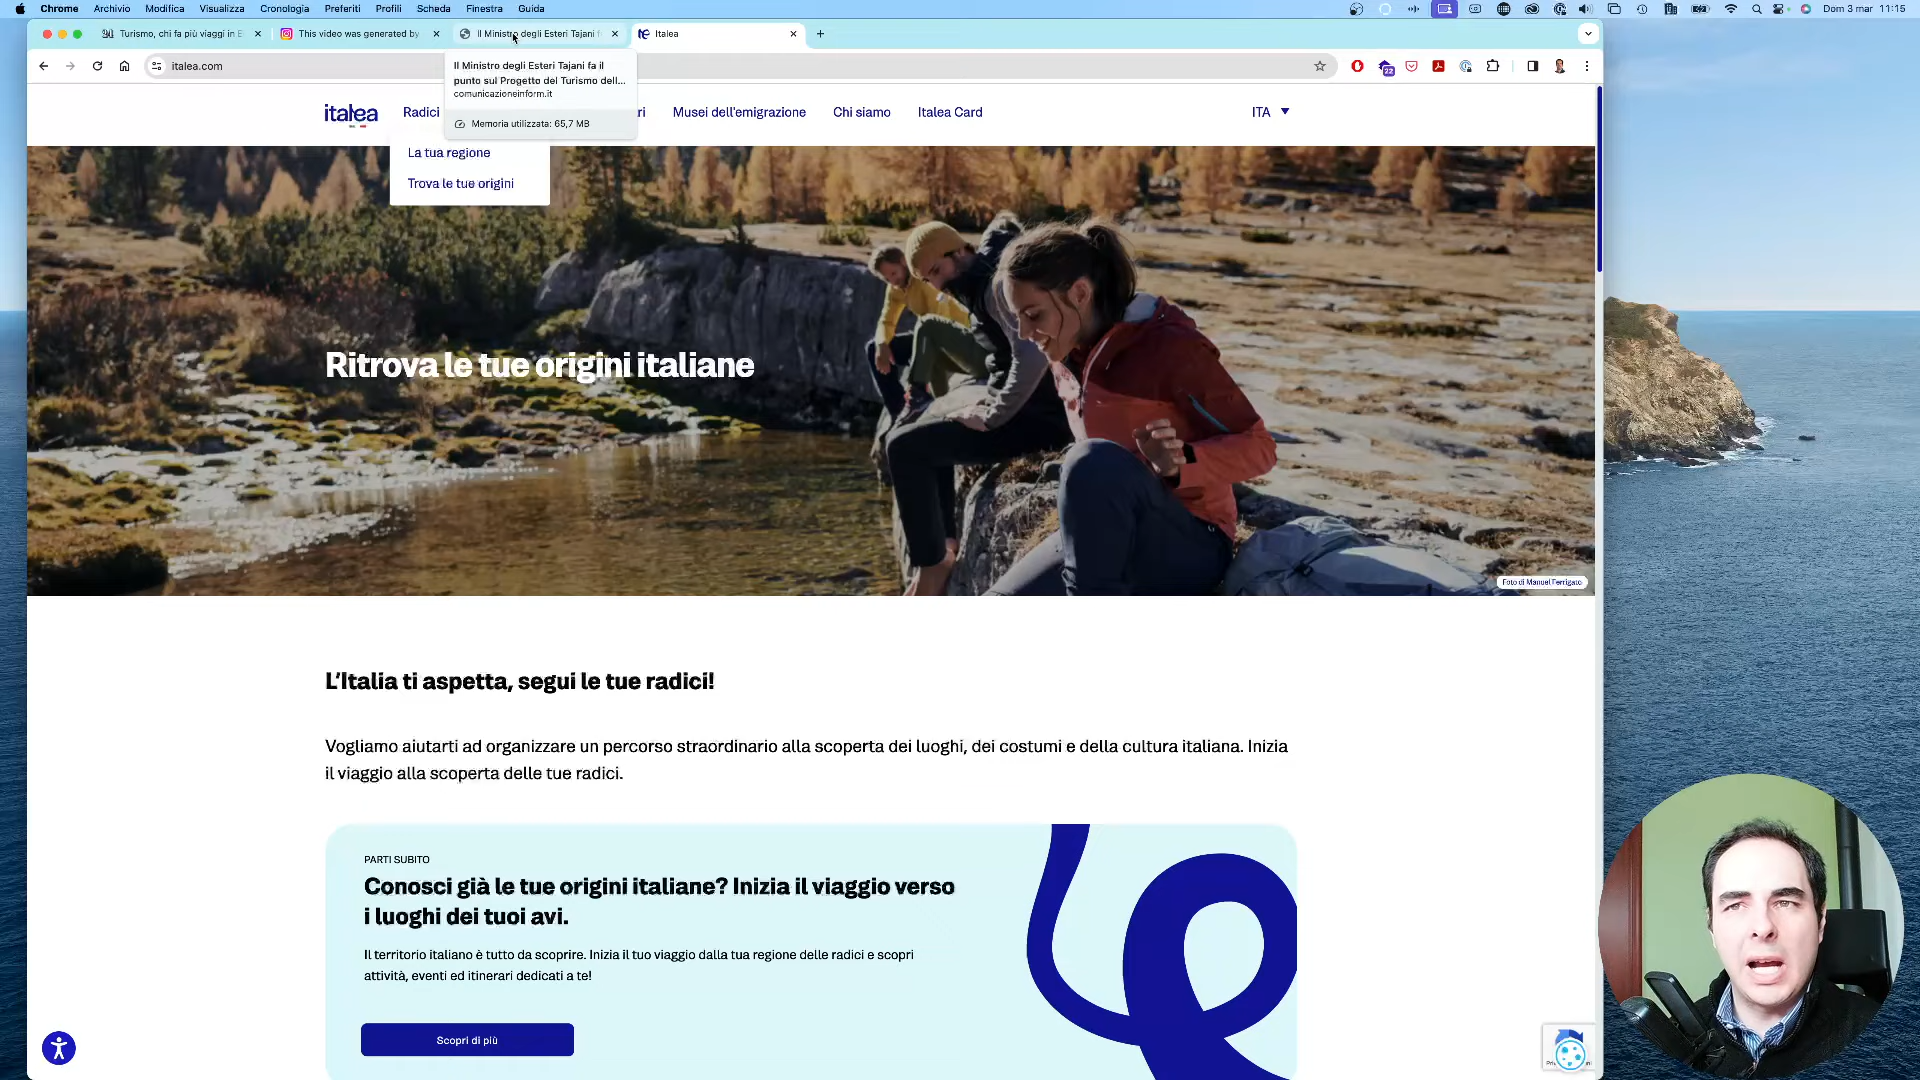 Chrome Archivio Modifica Visualizza Cronologia Preferiti Profili Scheda Finestra Guida
22 Dom 3 mar 11:15
Turismo, chi fa più viaggi in E
This video was generated by
Il Ministro degli Esteri Tajani f
Italea
italea.com
Il Ministro degli Esteri Tajani fa il
punto sul Progetto del Turismo dell...
comunicazioneinform.it
Memoria utilizzata: 65,7 MB
italea
Radici
ri
Musei dell'emigrazione
Chi siamo
Italea Card
ITA
La tua regione
Trova le tue origini
Ritrova le tue origini italiane
Foto di Manuel Ferrigato
L'Italia ti aspetta, segui le tue radici!
Vogliamo aiutarti ad organizzare un percorso straordinario alla scoperta dei luoghi, dei costumi e della cultura italiana. Inizia
il viaggio alla scoperta delle tue radici.
PARTI SUBITO
Conosci già le tue origini italiane? Inizia il viaggio verso
i luoghi dei tuoi avi.
Il territorio italiano è tutto da scoprire. Inizia il tuo viaggio dalla tua regione delle radici e scopri
attività, eventi ed itinerari dedicati a te!
Scopri di più